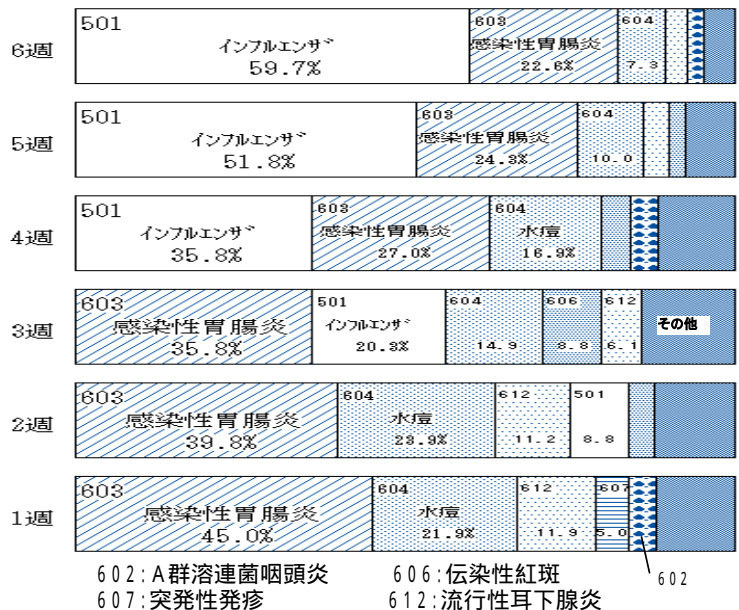 501 603 604
6週 インフルエンザ 感染性胃腸炎
59.7% 22.6% 7.3
501 603 604
5週 インフルエンザ 感染性胃腸炎
51.8% 24.3% 10.0
501 603 604
4週 インフルエンザ 感染性胃腸炎 水痘
35.8% 27.0% 16.9%
603 501 604 606 612
3週 感染性胃腸炎 インフルエンザ その他
35.8% 20.3% 14.9 8.8 6.1
603 604 612 501
2週 感染性胃腸炎 水痘
39.8% 23.9% 11.2 8.8
603 604 612 607
1週 感染性胃腸炎 水痘
45.0% 21.9% 11.9 5.0
602:A群溶連菌咽頭炎 606:伝染性紅斑 602
607:突発性発疹 612:流行性耳下腺炎